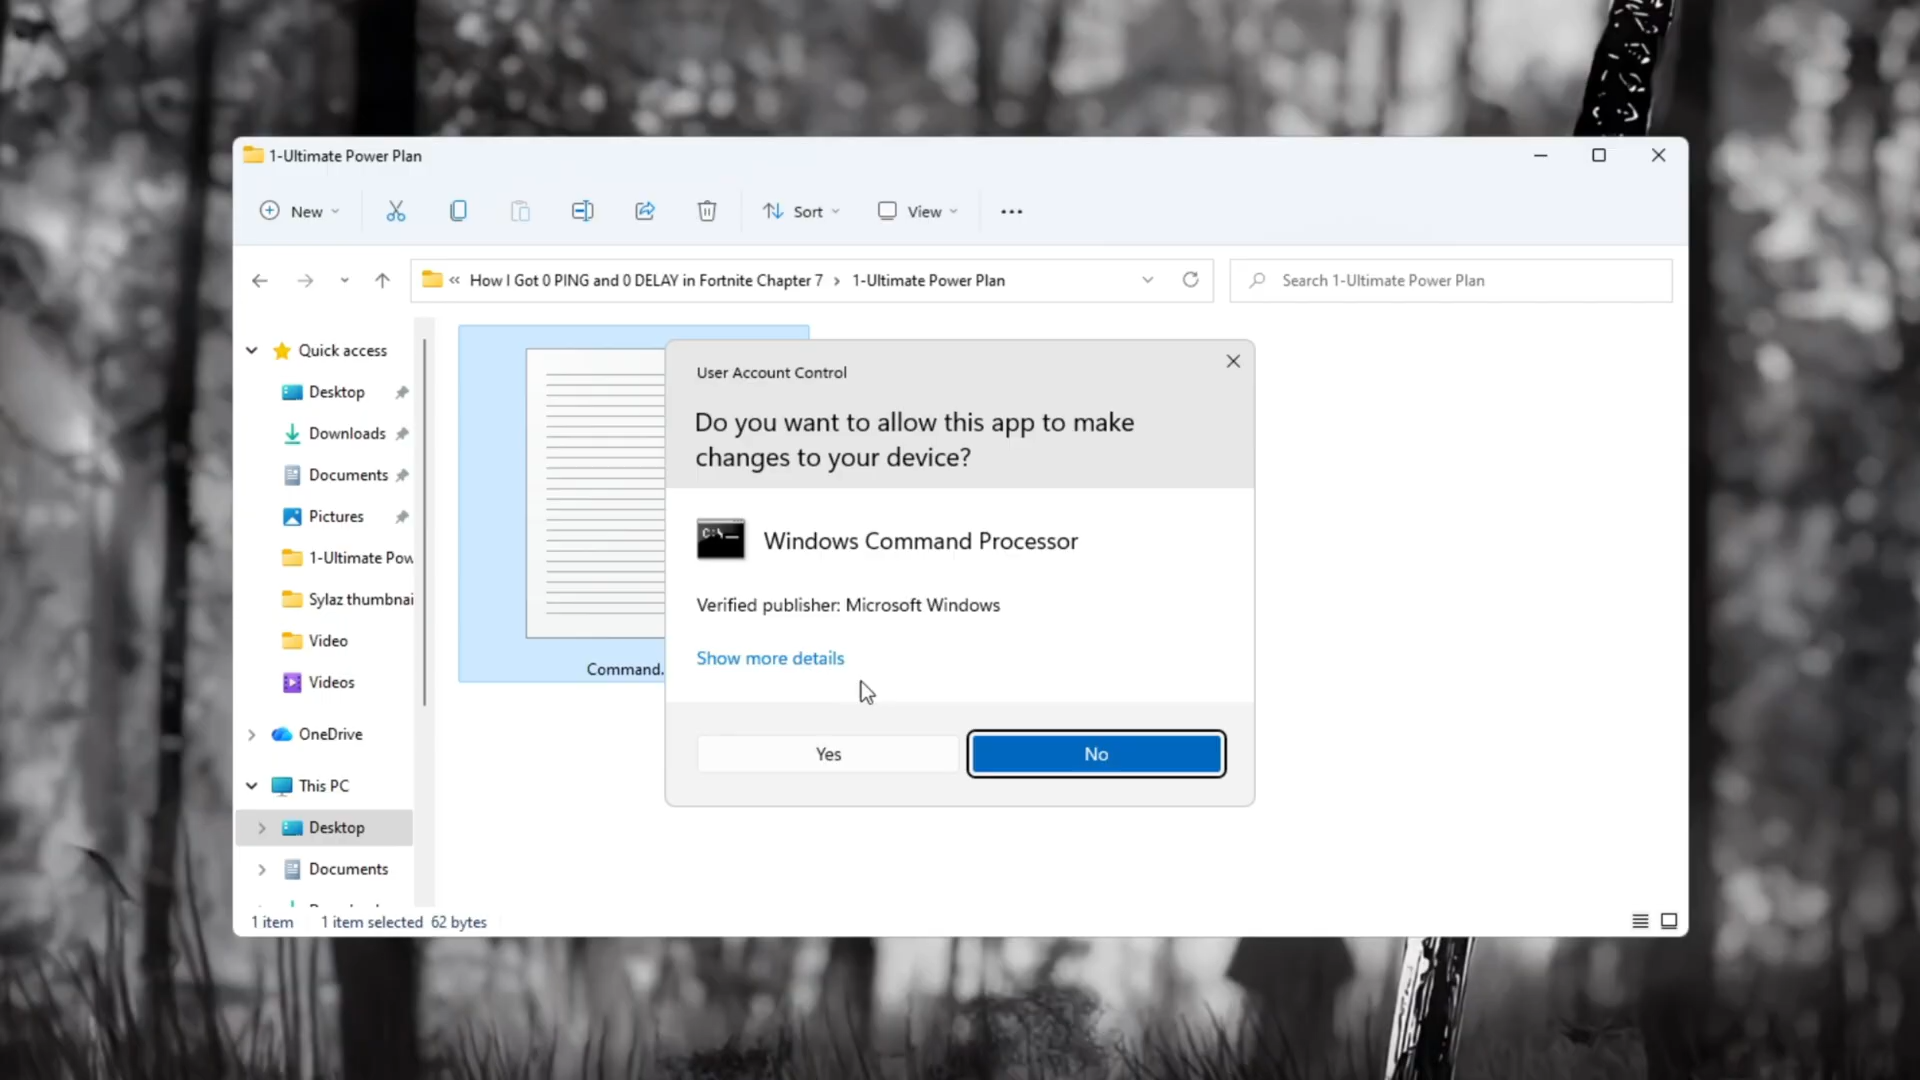 1-Ultimate Power Plan
New
Sort
View
« How I Got 0 PING and 0 DELAY in Fortnite Chapter 7 › 1-Ultimate Power Plan
Search 1-Ultimate Power Plan
Quick access
Desktop
Downloads
Documents
Pictures
1-Ultimate Pow
Sylaz thumbnai
Video
Videos
OneDrive
This PC
Desktop
Documents
Command.
User Account Control
Do you want to allow this app to make
changes to your device?
C:\_
Windows Command Processor
Verified publisher: Microsoft Windows
Show more details
Yes
No
1 item 1 item selected 62 bytes